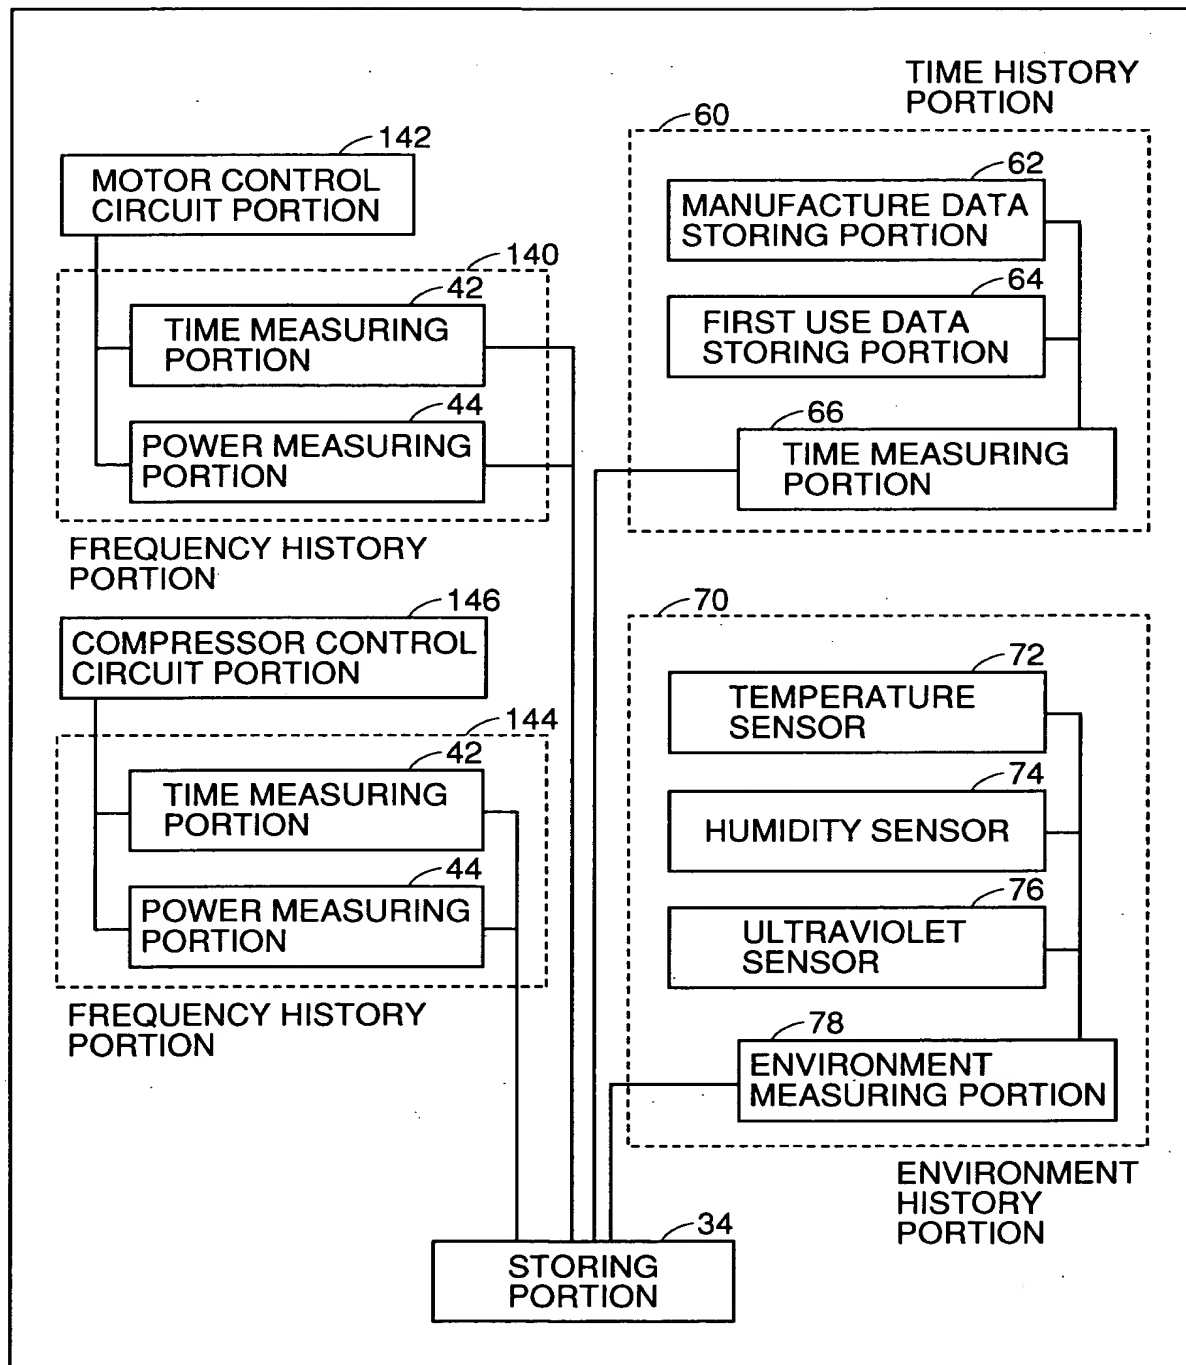 142
MOTOR CONTROL
CIRCUIT PORTION
140
42
TIME MEASURING
PORTION
44
POWER MEASURING
PORTION
FREQUENCY HISTORY
PORTION
146
COMPRESSOR CONTROL
CIRCUIT PORTION
144
42
TIME MEASURING
PORTION
44
POWER MEASURING
PORTION
FREQUENCY HISTORY
PORTION
TIME HISTORY
PORTION
60
62
MANUFACTURE DATA
STORING PORTION
64
FIRST USE DATA
STORING PORTION
66
TIME MEASURING
PORTION
70
72
TEMPERATURE
SENSOR
74
HUMIDITY SENSOR
76
ULTRAVIOLET
SENSOR
78
ENVIRONMENT
MEASURING PORTION
ENVIRONMENT
HISTORY
PORTION
34
STORING
PORTION